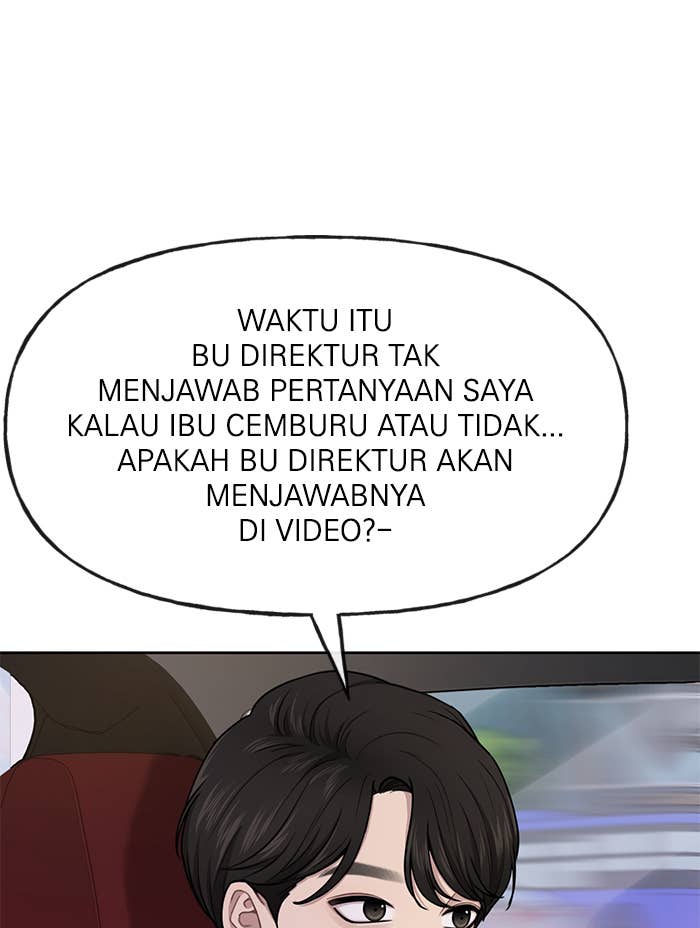 WAKTU ITU
BU DIREKTUR TAK
MENJAWAB PERTANYAAN SAYA
KALAU IBU CEMBURU ATAU TIDAK...
APAKAH BU DIREKTUR AKAN
MENJAWABNYA
DI VIDEO?-